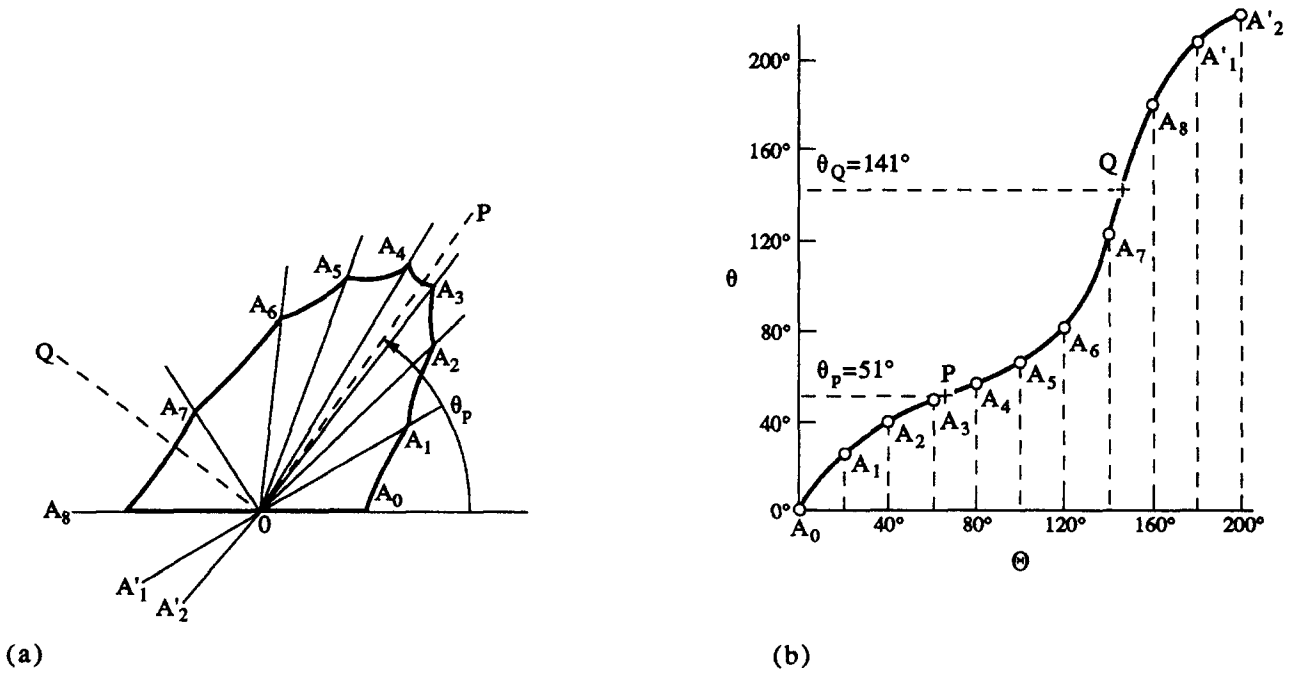 P
A₄
A₅
A₃
A₆
A₂
Q
A₇
θₚ
A₁
A₀
A₈
0
A'₁
A'₂
(a)
A'₂
200°
A'₁
A₈
160°
θ_Q=141°
Q
120°
A₇
θ
80°
A₆
θₚ=51°
P
A₅
A₄
A₃
40°
A₂
A₁
0°
A₀
40° 80° 120° 160° 200°
Θ
(b)